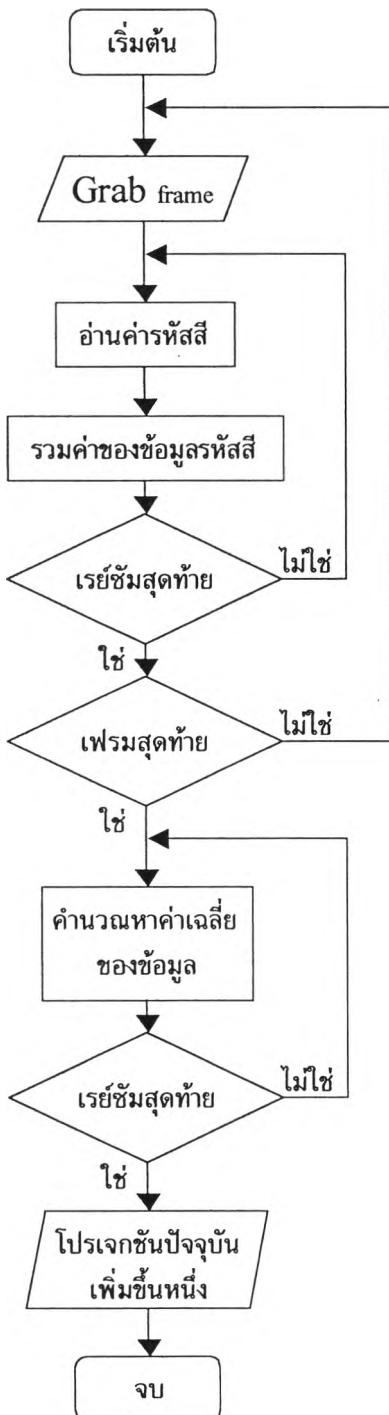 เริ่มต้น
Grab frame
อ่านค่ารหัสสี
รวมค่าของข้อมูลรหัสสี
เรย์ซัมสุดท้าย
ไม่ใช่
ใช่
เฟรมสุดท้าย
ไม่ใช่
ใช่
คำนวณหาค่าเฉลี่ย
ของข้อมูล
เรย์ซัมสุดท้าย
ไม่ใช่
ใช่
โปรเจกชันปัจจุบัน
เพิ่มขึ้นหนึ่ง
จบ